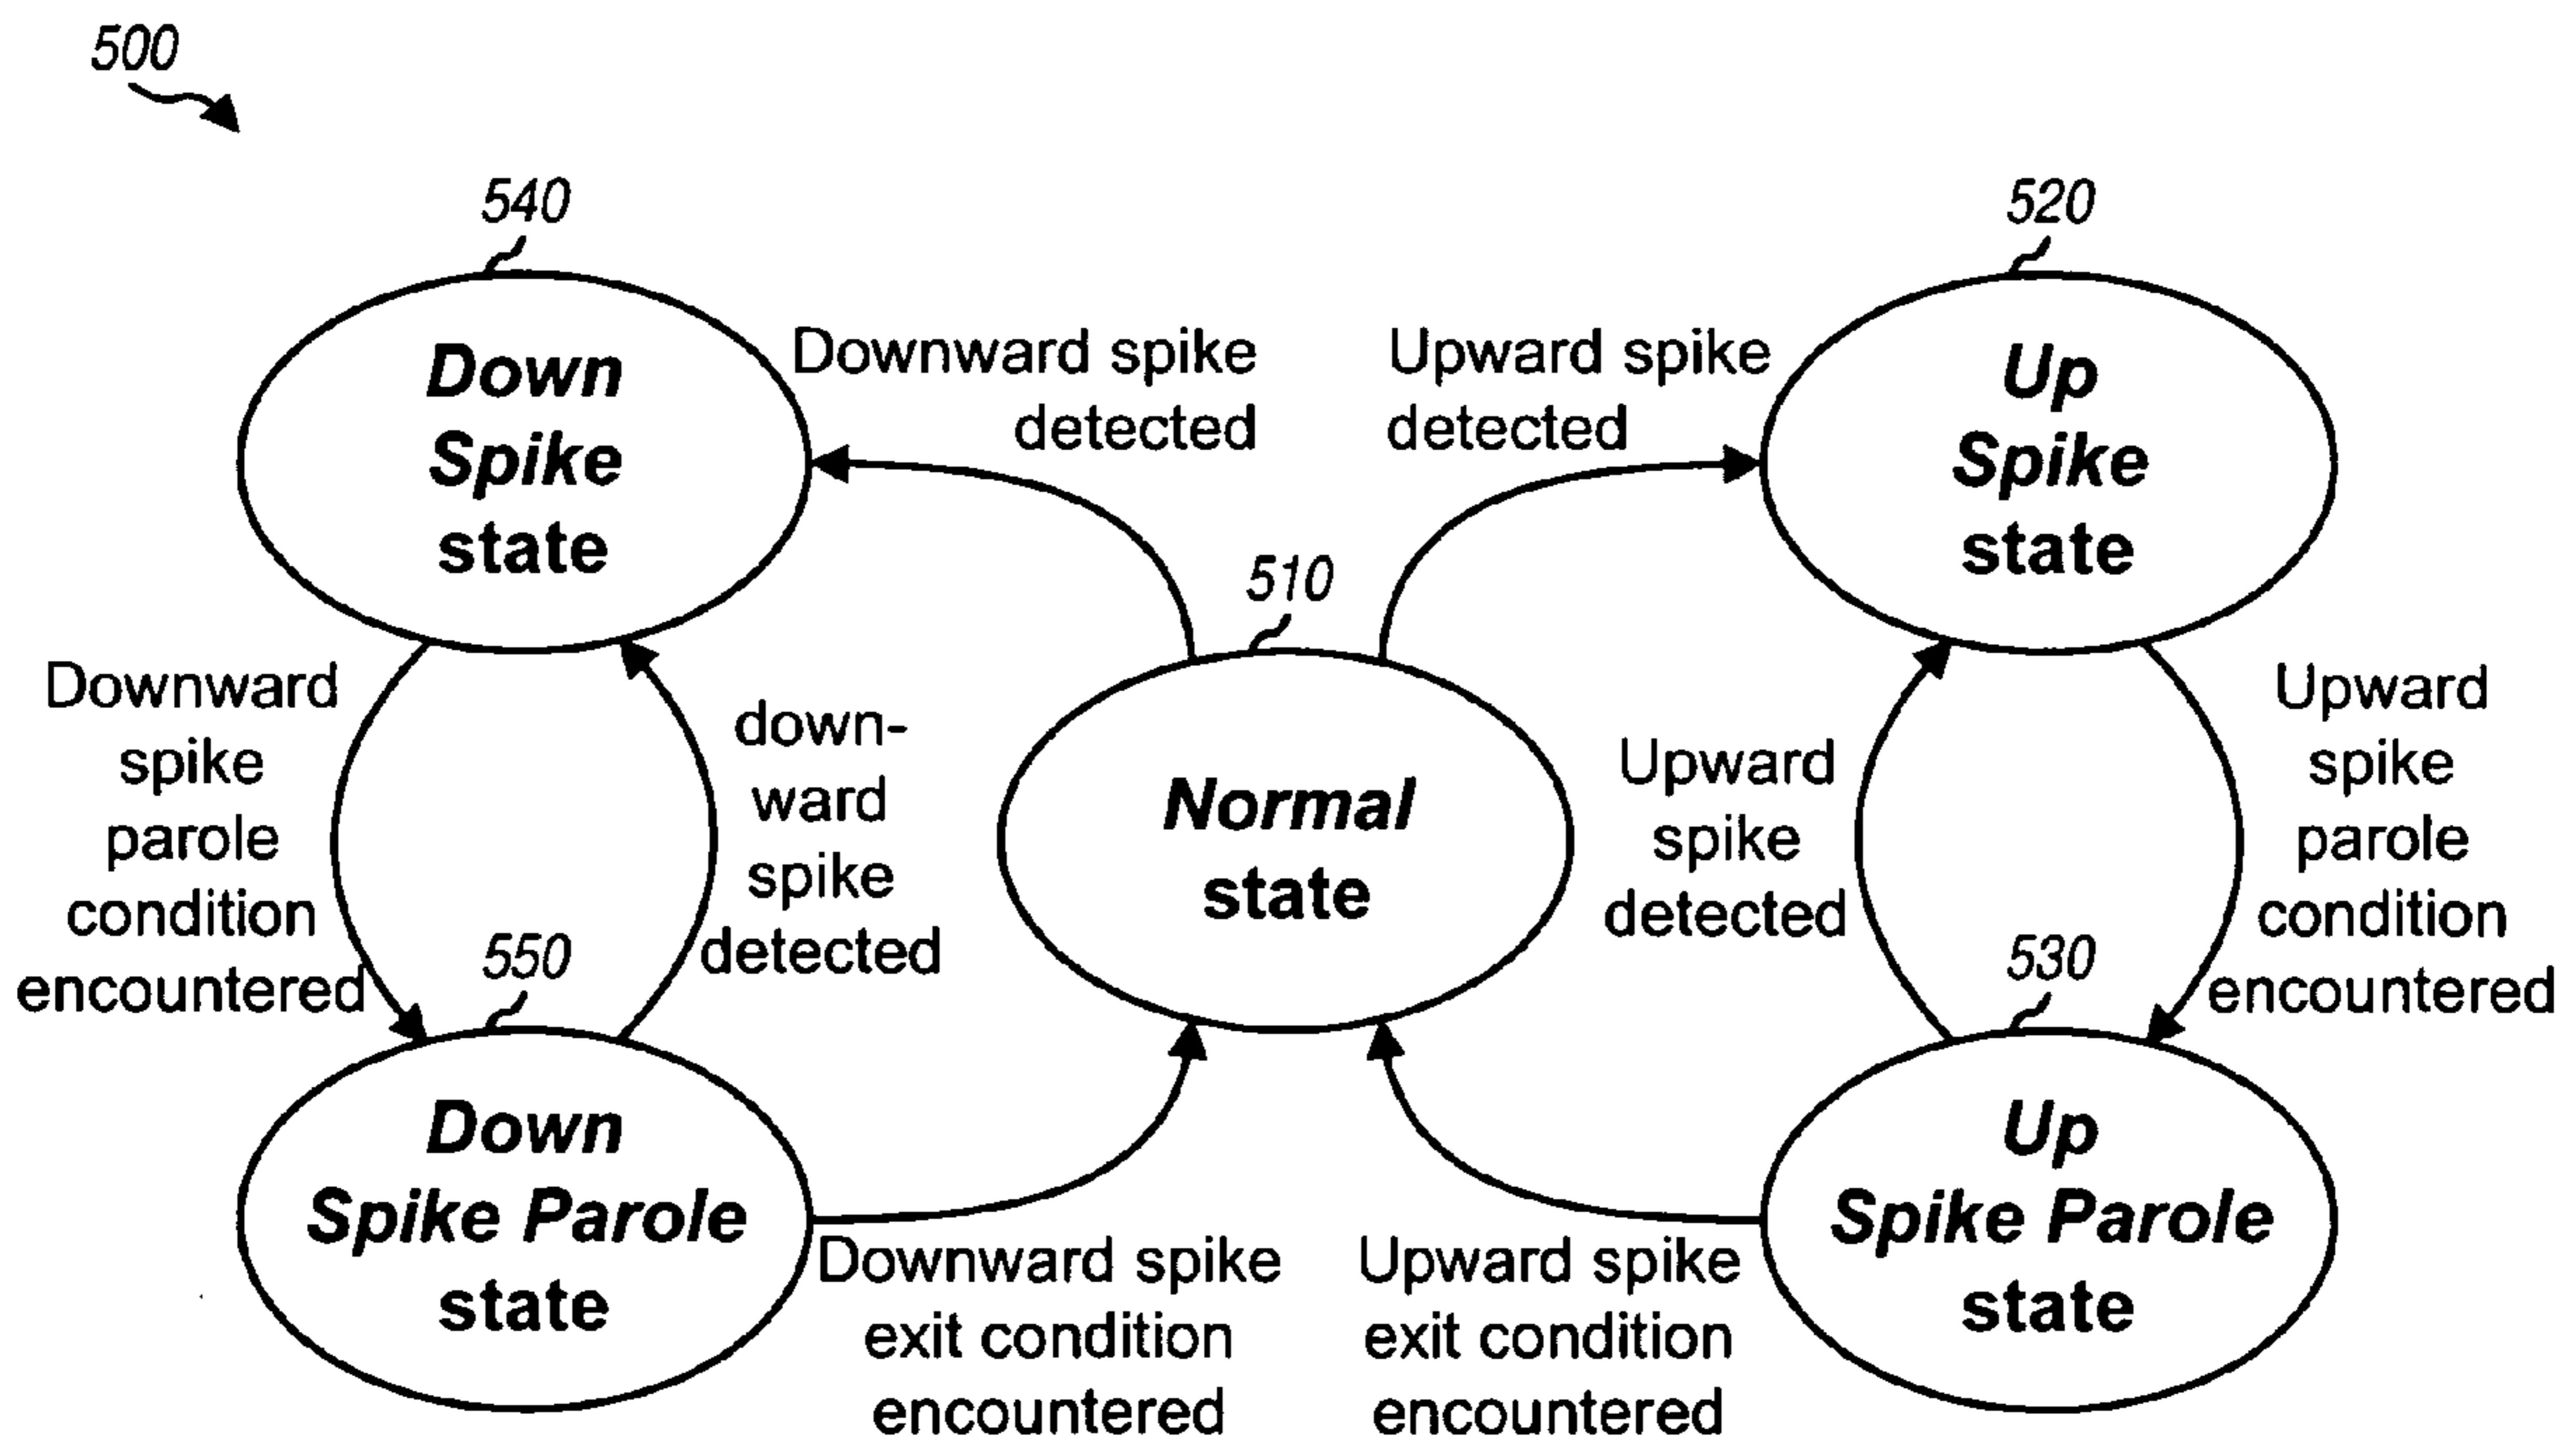 500
540
520
Down
Spike
state
Downward spike
detected
Upward spike
detected
Up
Spike
state
510
Normal
state
Downward
spike
parole
condition
encountered
down-
ward
spike
detected
Upward
spike
detected
Upward
spike
parole
condition
encountered
550
530
Down
Spike Parole
state
Downward spike
exit condition
encountered
Upward spike
exit condition
encountered
Up
Spike Parole
state